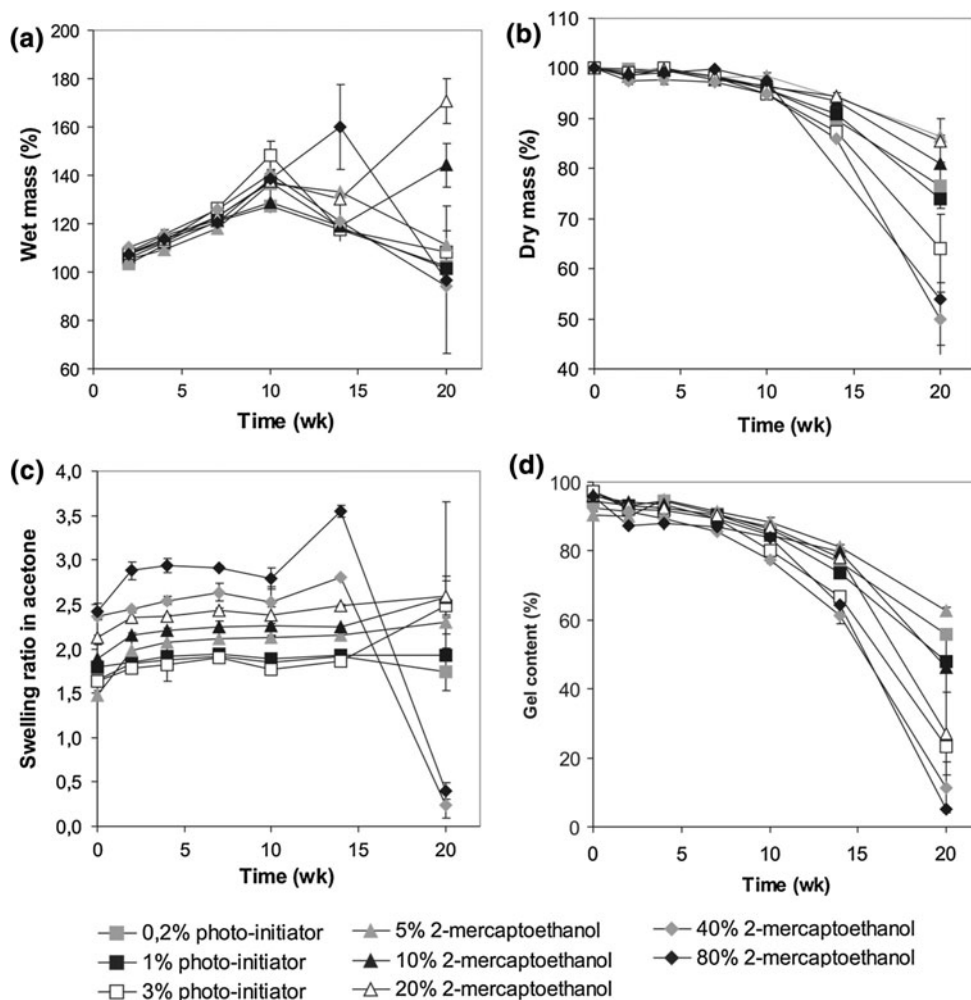 (a)
Wet mass (%)
200
180
160
140
120
100
80
60
0
5
10
15
20
Time (wk)
(b)
Dry mass (%)
110
100
90
80
70
60
50
40
0
5
10
15
20
Time (wk)
(c)
Swelling ratio in acetone
4,0
3,5
3,0
2,5
2,0
1,5
1,0
0,5
0,0
0
5
10
15
20
Time (wk)
(d)
Gel content (%)
100
80
60
40
20
0
0
5
10
15
20
Time (wk)
0,2% photo-initiator
1% photo-initiator
3% photo-initiator
5% 2-mercaptoethanol
10% 2-mercaptoethanol
20% 2-mercaptoethanol
40% 2-mercaptoethanol
80% 2-mercaptoethanol